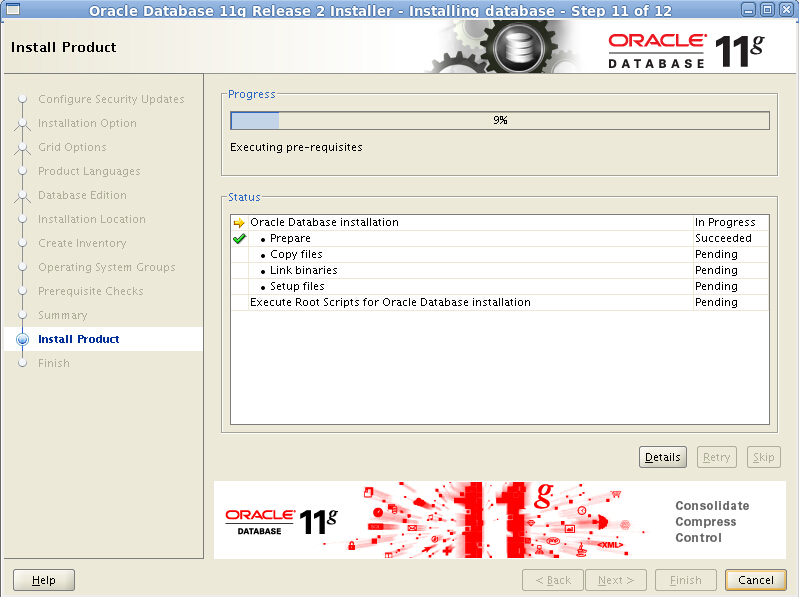 Oracle Database 11g Release 2 Installer - Installing database - Step 11 of 12
Install Product
ORACLE
DATABASE
11g
Configure Security Updates
Installation Option
Grid Options
Product Languages
Database Edition
Installation Location
Create Inventory
Operating System Groups
Prerequisite Checks
Summary
Install Product
Finish
Progress
9%
Executing pre-requisites
Status
Oracle Database installation In Progress
Prepare Succeeded
Copy files Pending
Link binaries Pending
Setup files Pending
Execute Root Scripts for Oracle Database installation Pending
Details Retry Skip
ORACLE
DATABASE
11g
11g
php
<XML>
Consolidate
Compress
Control
Help < Back Next > Finish Cancel